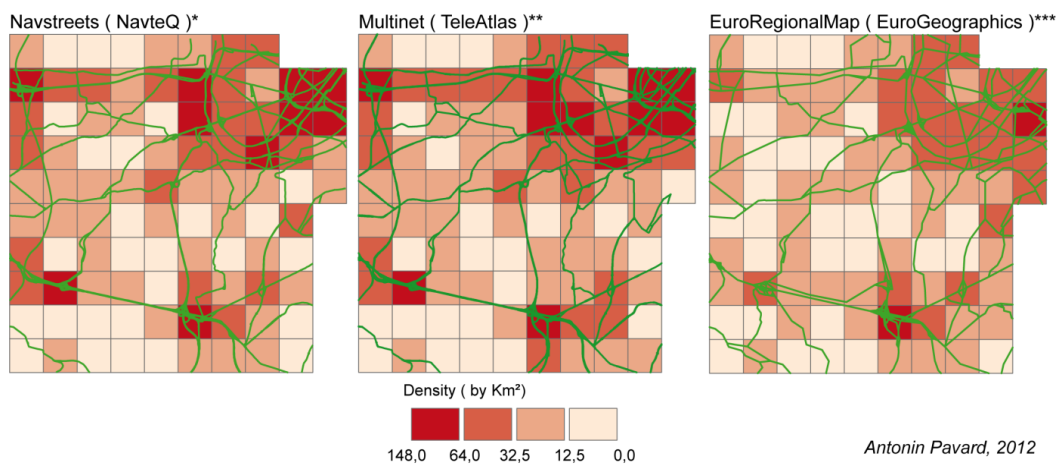 Navstreets ( NavteQ )*
Multinet ( TeleAtlas )**
EuroRegionalMap ( EuroGeographics )***
Density ( by Km²)
148,0 64,0 32,5 12,5 0,0
Antonin Pavard, 2012